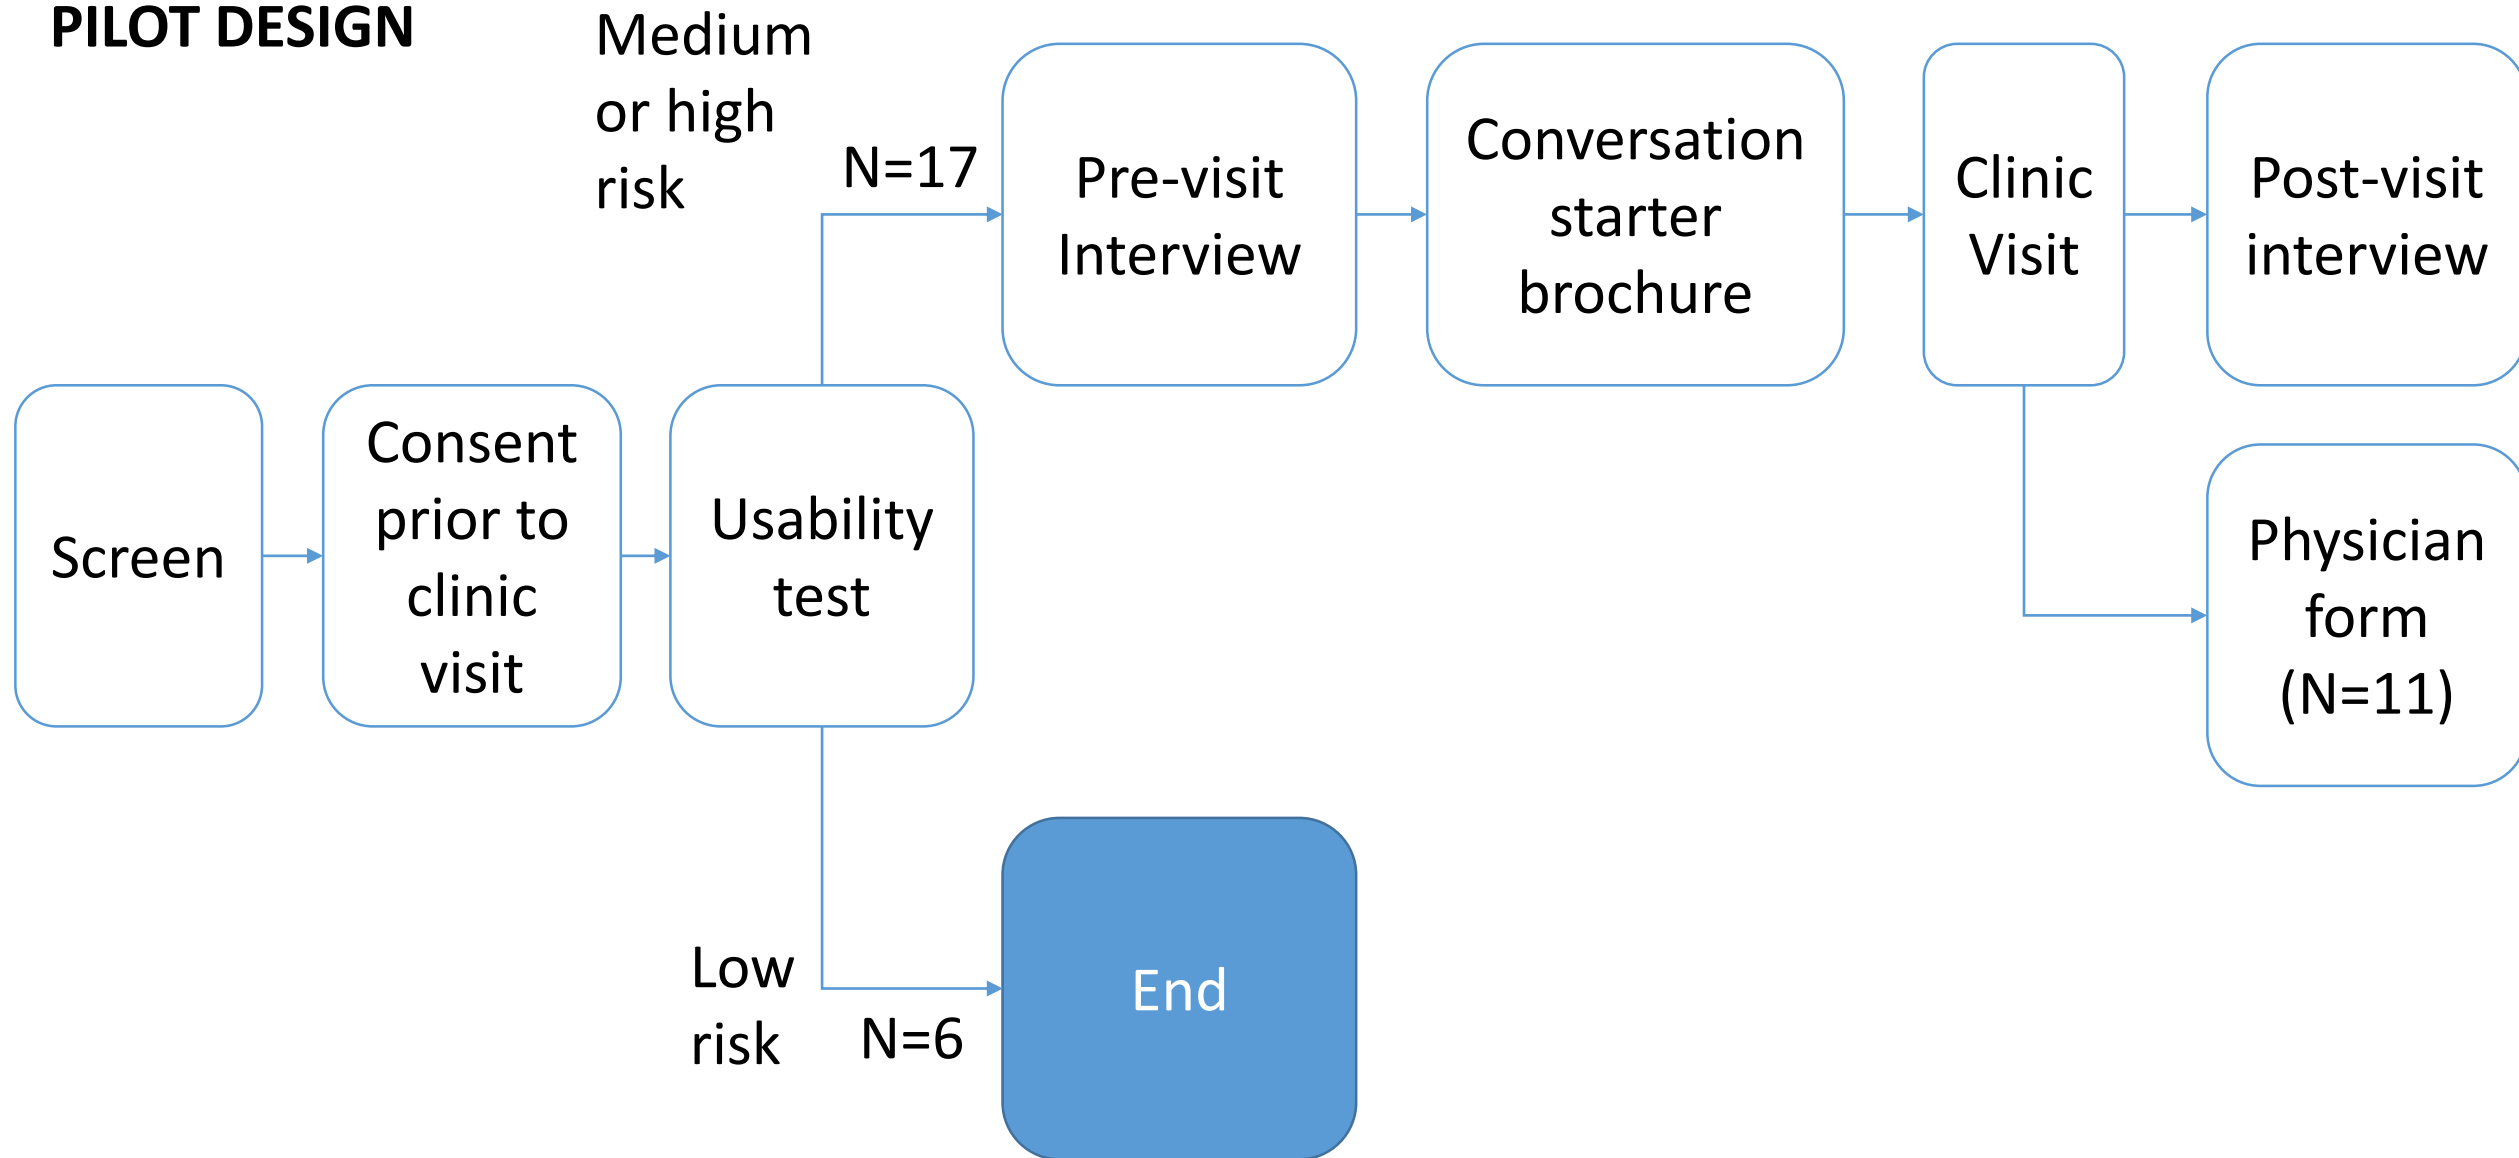 PILOT DESIGN
Medium
or high
risk
N=17
Pre-visit
Interview
Conversation
starter
brochure
Clinic
Visit
Post-visit
interview
Screen
Consent
prior to
clinic
visit
Usability
test
Physician
form
(N=11)
Low
risk
N=6
End